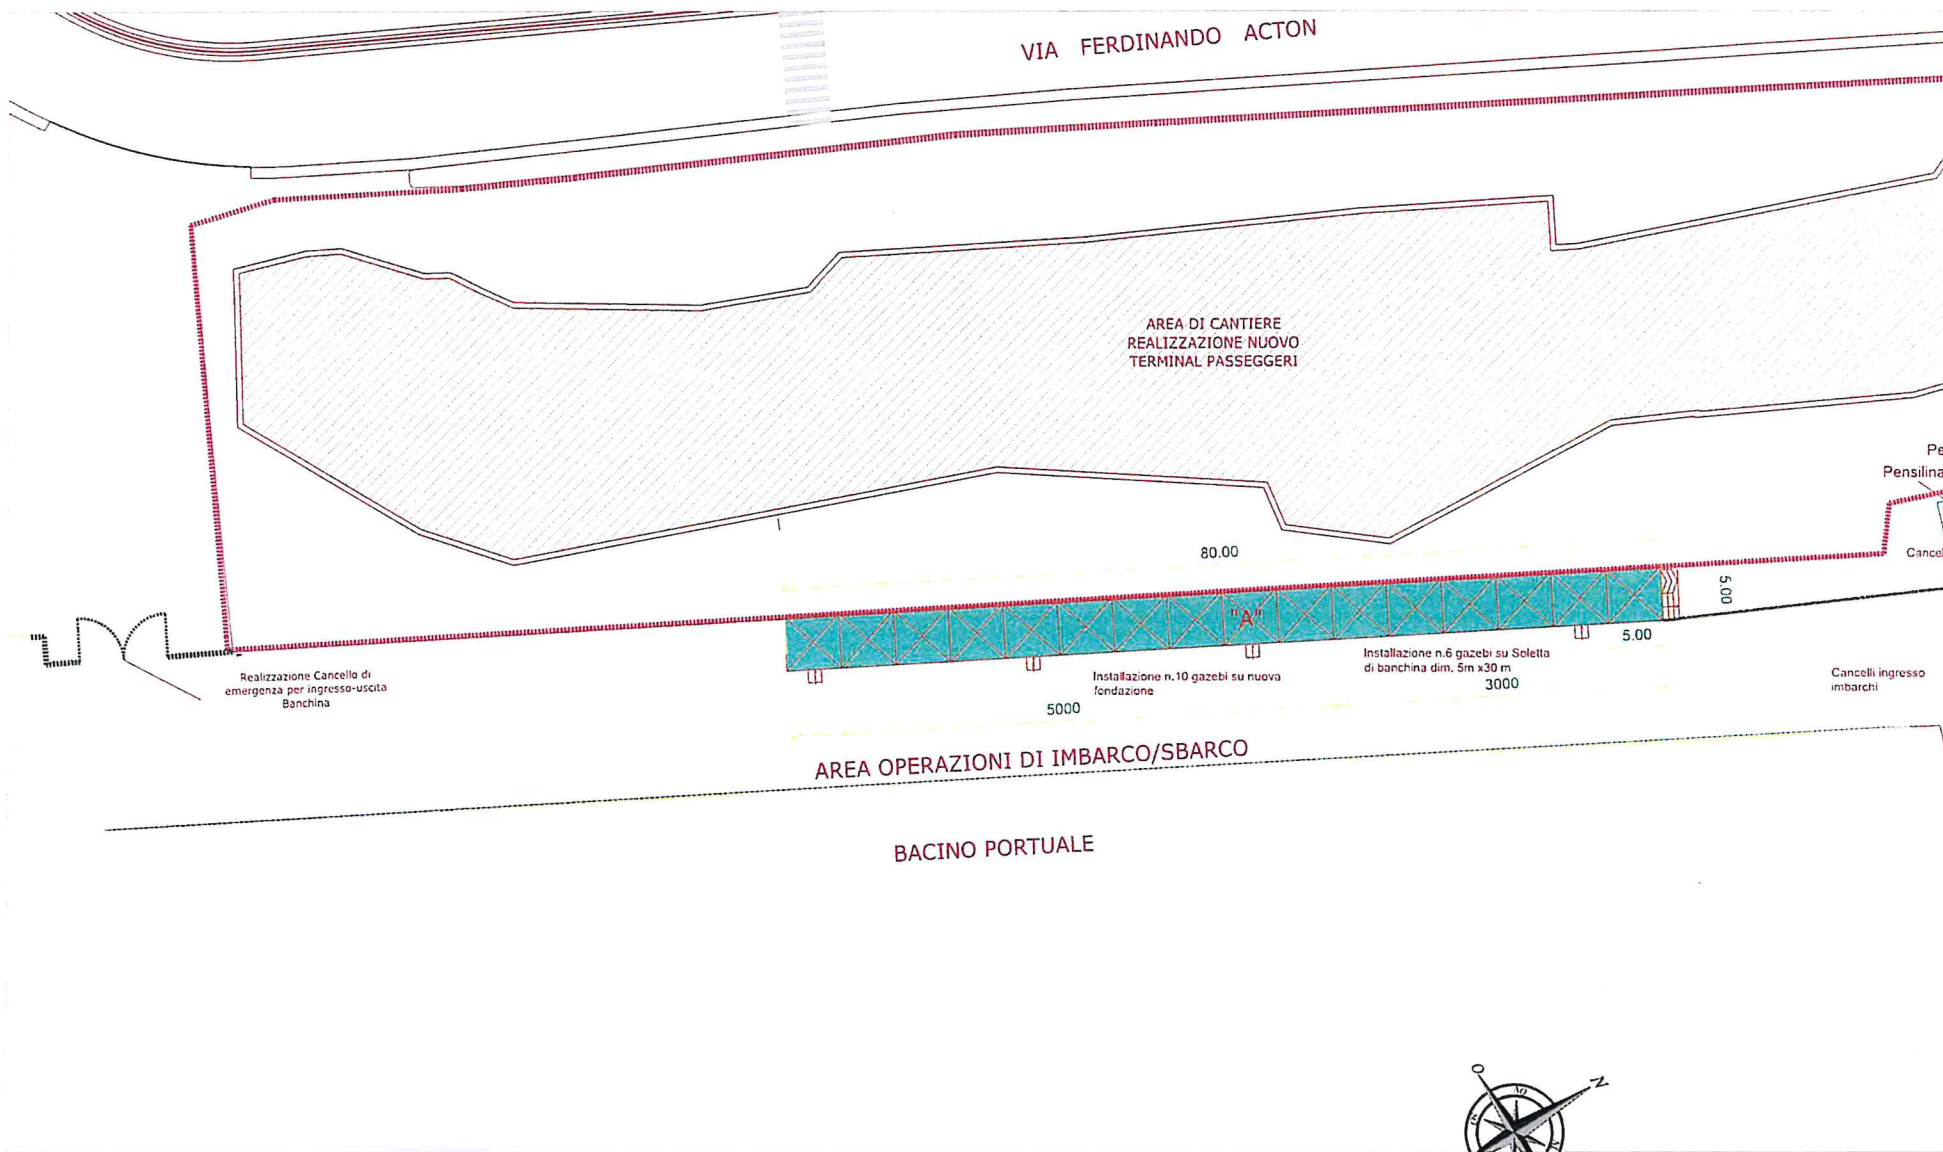 VIA FERDINANDO ACTON
AREA DI CANTIERE
REALIZZAZIONE NUOVO
TERMINAL PASSEGGERI
Pe
Pensilina
Cancel
80.00
5.00
"A"
5.00
Realizzazione Cancello di
emergenza per ingresso-uscita
Banchina
Installazione n.10 gazebi su nuova
fondazione
Installazione n.6 gazebi su Soletta
di banchina dim. 5m x30 m
Cancelli ingresso
imbarchi
5000
3000
AREA OPERAZIONI DI IMBARCO/SBARCO
BACINO PORTUALE
O
N